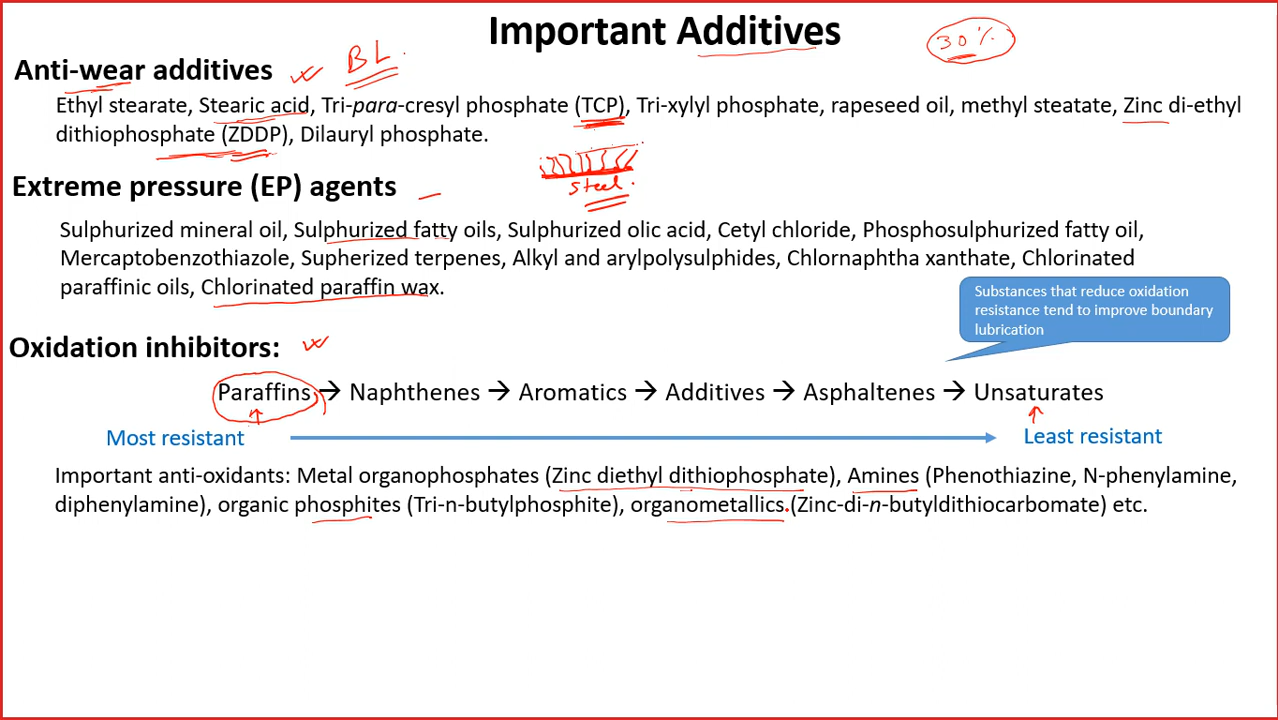 Important Additives
30%
Anti-wear additives
BL
Ethyl stearate, Stearic acid, Tri-para-cresyl phosphate (TCP), Tri-xylyl phosphate, rapeseed oil, methyl steatate, Zinc di-ethyl
dithiophosphate (ZDDP), Dilauryl phosphate.
Steel
Extreme pressure (EP) agents
Sulphurized mineral oil, Sulphurized fatty oils, Sulphurized olic acid, Cetyl chloride, Phosphosulphurized fatty oil,
Mercaptobenzothiazole, Supherized terpenes, Alkyl and arylpolysulphides, Chlornaphtha xanthate, Chlorinated
paraffinic oils, Chlorinated paraffin wax.
Substances that reduce oxidation
resistance tend to improve boundary
lubrication
Oxidation inhibitors:
Paraffins → Naphthenes → Aromatics → Additives → Asphaltenes → Unsaturates
Most resistant
Least resistant
Important anti-oxidants: Metal organophosphates (Zinc diethyl dithiophosphate), Amines (Phenothiazine, N-phenylamine,
diphenylamine), organic phosphites (Tri-n-butylphosphite), organometallics (Zinc-di-n-butyldithiocarbomate) etc.